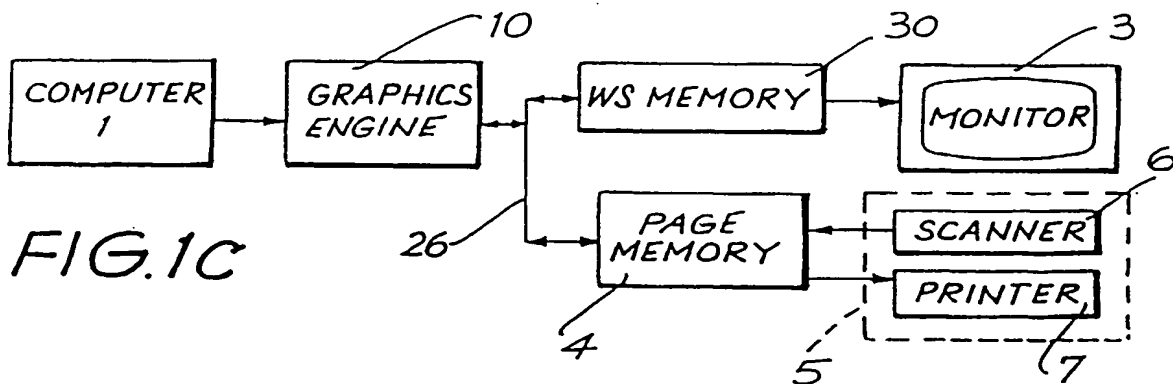 10
30
3
COMPUTER
1
GRAPHICS
ENGINE
WS MEMORY
MONITOR
6
FIG.1C
26
PAGE
MEMORY
SCANNER
PRINTER
4
5
7